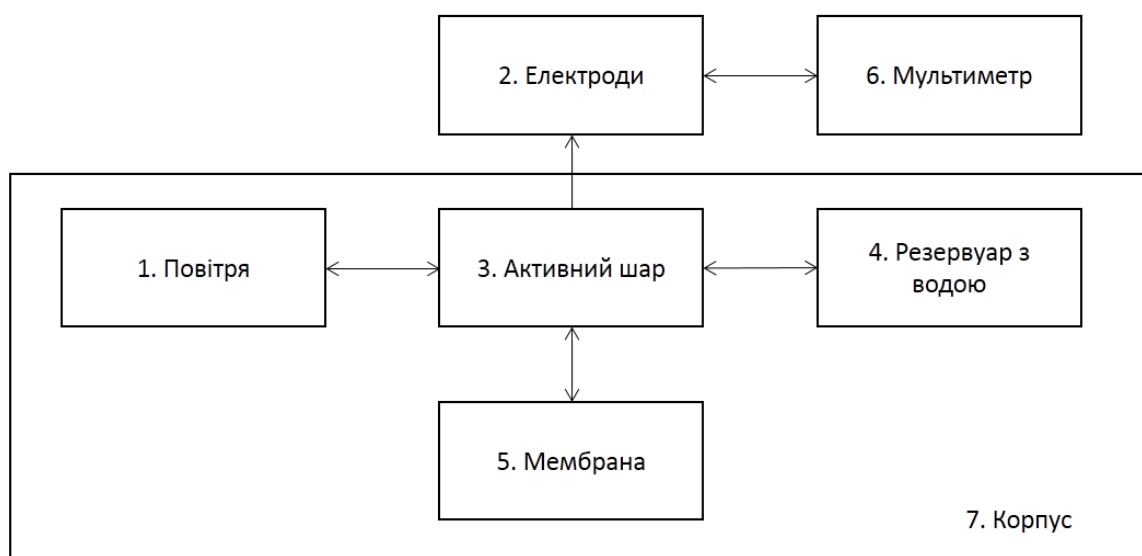 2. Електроди
6. Мультиметр
1. Повітря
3. Активний шар
4. Резервуар з
водою
5. Мембрана
7. Корпус